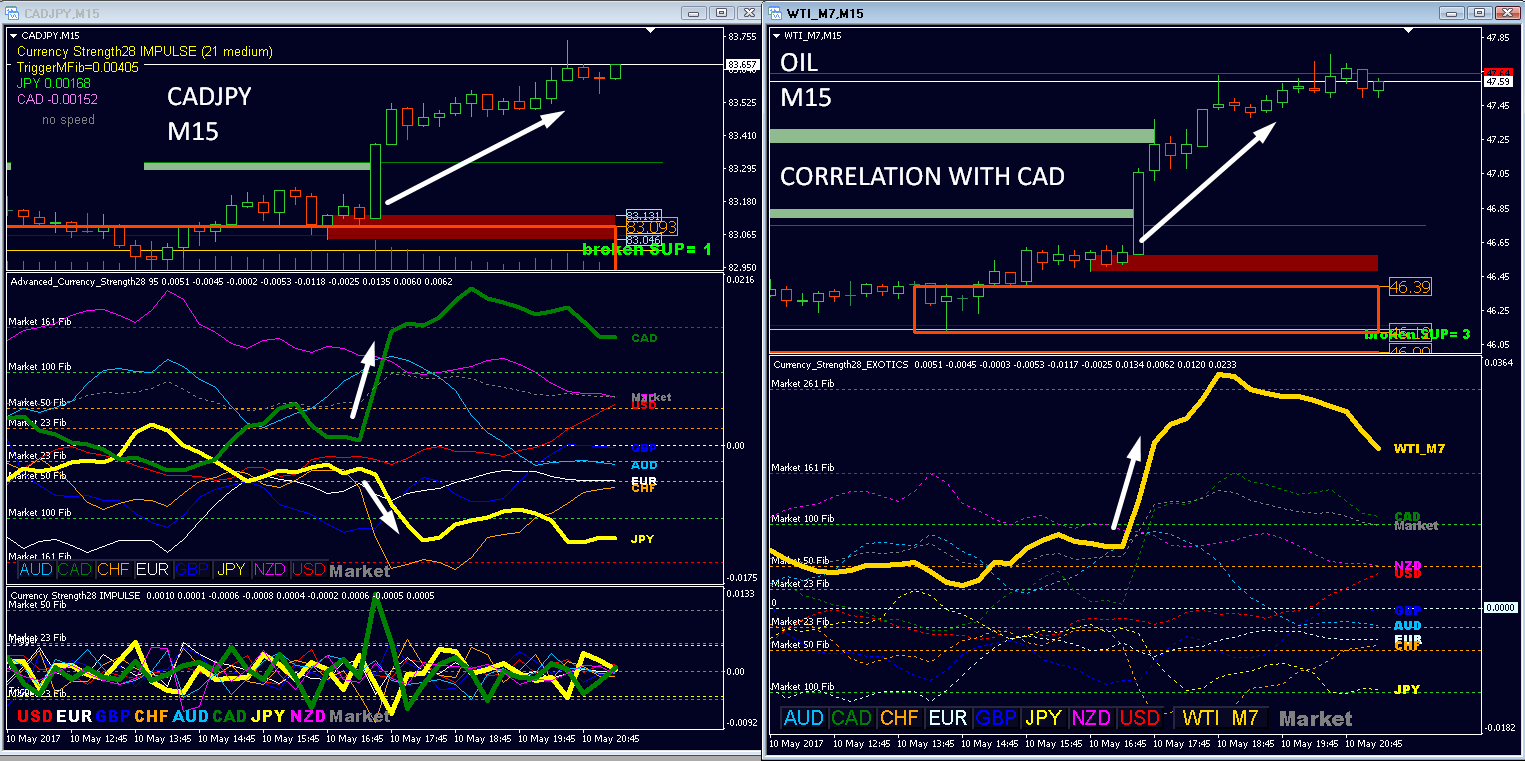 CADJPY,M15
CADJPY,M15
Currency Strength28 IMPULSE (21 medium)
TriggerMFib=0.00405
JPY 0.00168
CAD -0.00152
no speed
CADJPY
M15
83.755
83.657
83.525
83.410
83.295
83.180
83.065
82.950
83.131
83.093
83.046
broken SUP= 1
Advanced_Currency_Strength28 95 0.0051 -0.0045 -0.0002 -0.0053 -0.0118 -0.0025 0.0135 0.0060 0.0062
0.0216
Market 161 Fib
Market 100 Fib
Market 50 Fib
Market 23 Fib
Market 23 Fib
Market 50 Fib
Market 100 Fib
Market 161 Fib
CAD
Market
USD
GBP
AUD
EUR
CHF
JPY
0.00
-0.0175
AUD CAD CHF EUR GBP JPY NZD USD Market
Currency Strength28 IMPULSE 0.0010 0.0001 -0.0006 -0.0008 0.0004 -0.0002 0.0006 -0.0005 0.0005
0.0133
Market 50 Fib
Market 23 Fib
Market 23 Fib
0.00
-0.0092
USD EUR GBP CHF AUD CAD JPY NZD Market
10 May 2017 10 May 12:45 10 May 13:45 10 May 14:45 10 May 15:45 10 May 16:45 10 May 17:45 10 May 18:45 10 May 19:45 10 May 20:45
WTI_M7,M15
WTI_M7,M15
OIL
M15
CORRELATION WITH CAD
47.85
47.59
47.45
47.25
47.05
46.85
46.65
46.45
46.25
46.05
46.39
broken SUP= 3
Currency_Strength28_EXOTICS 0.0051 -0.0045 -0.0003 -0.0053 -0.0117 -0.0025 0.0134 0.0062 0.0120 0.0233
0.0364
Market 261 Fib
Market 161 Fib
Market 100 Fib
Market 50 Fib
Market 23 Fib
0
Market 23 Fib
Market 50 Fib
Market 100 Fib
WTI_M7
CAD
Market
NZD
USD
GBP
AUD
EUR
CHF
JPY
0.0000
-0.0182
AUD CAD CHF EUR GBP JPY NZD USD WTI M7 Market
10 May 2017 10 May 12:45 10 May 13:45 10 May 14:45 10 May 15:45 10 May 16:45 10 May 17:45 10 May 18:45 10 May 19:45 10 May 20:45